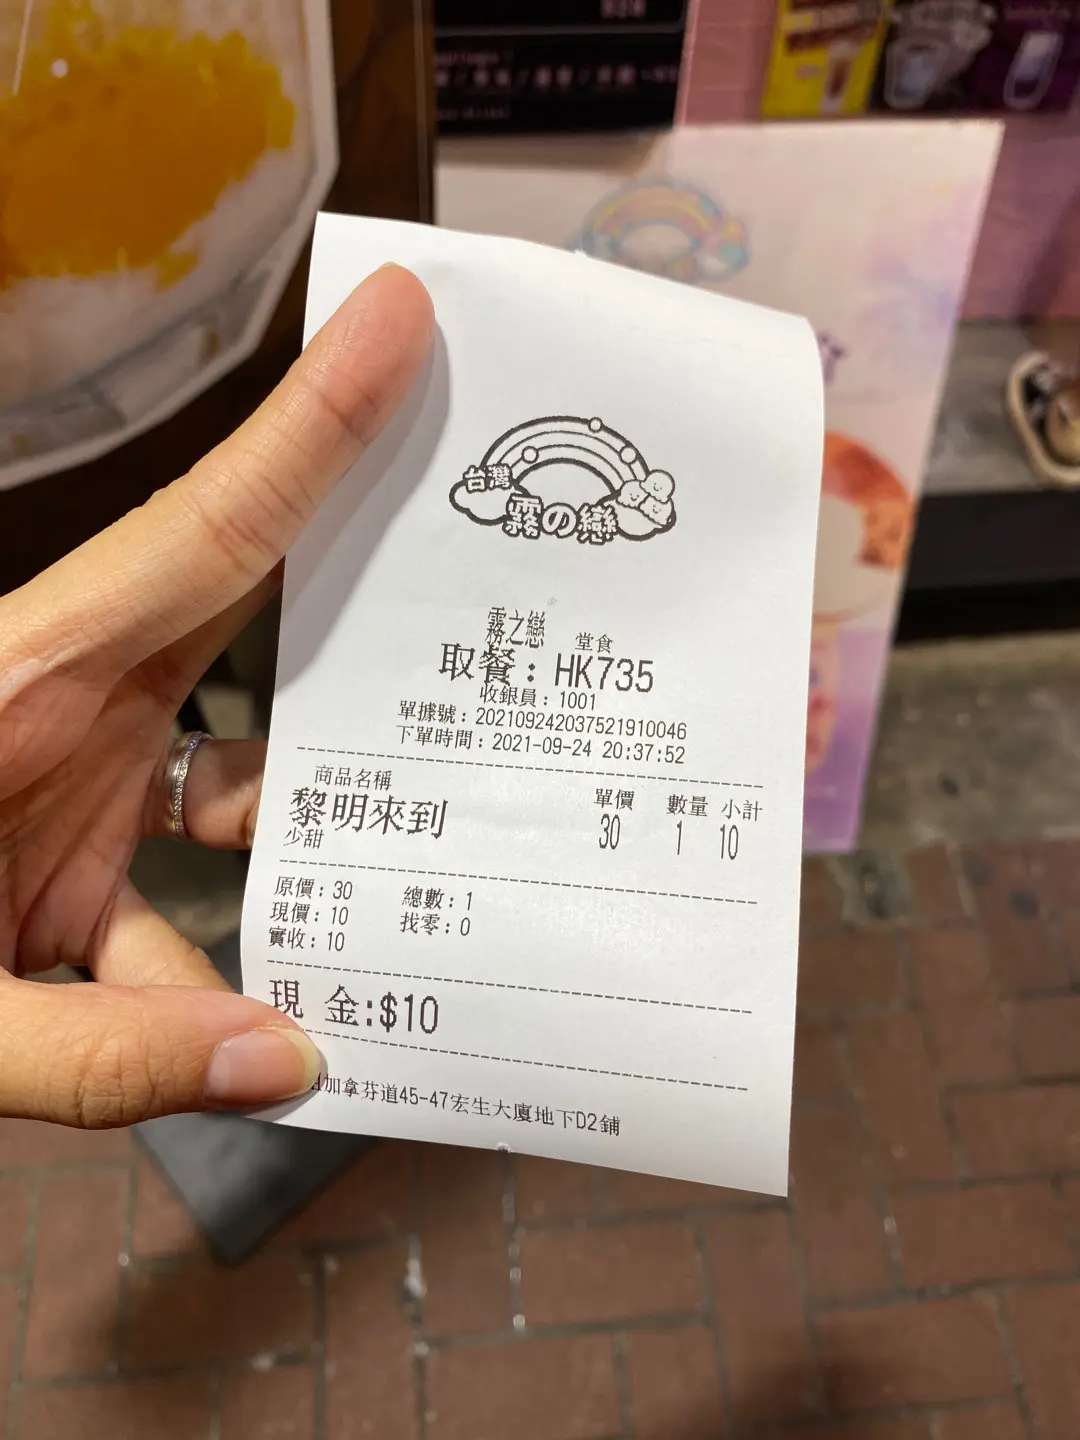 台灣
霧の戀
霧之戀 堂食
取餐：HK735
收銀員：1001
單據號：202109242037521910046
下單時間：2021-09-24 20:37:52
商品名稱 單價 數量 小計
黎明來到 30 1 10
少甜
原價：30 總數：1
現價：10 找零：0
實收：10
現 金:$10
加拿芬道45-47宏生大廈地下D2鋪